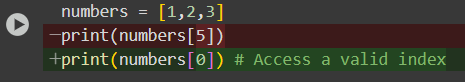 numbers = [1,2,3]
−print(numbers[5])
+print(numbers[0]) # Access a valid index